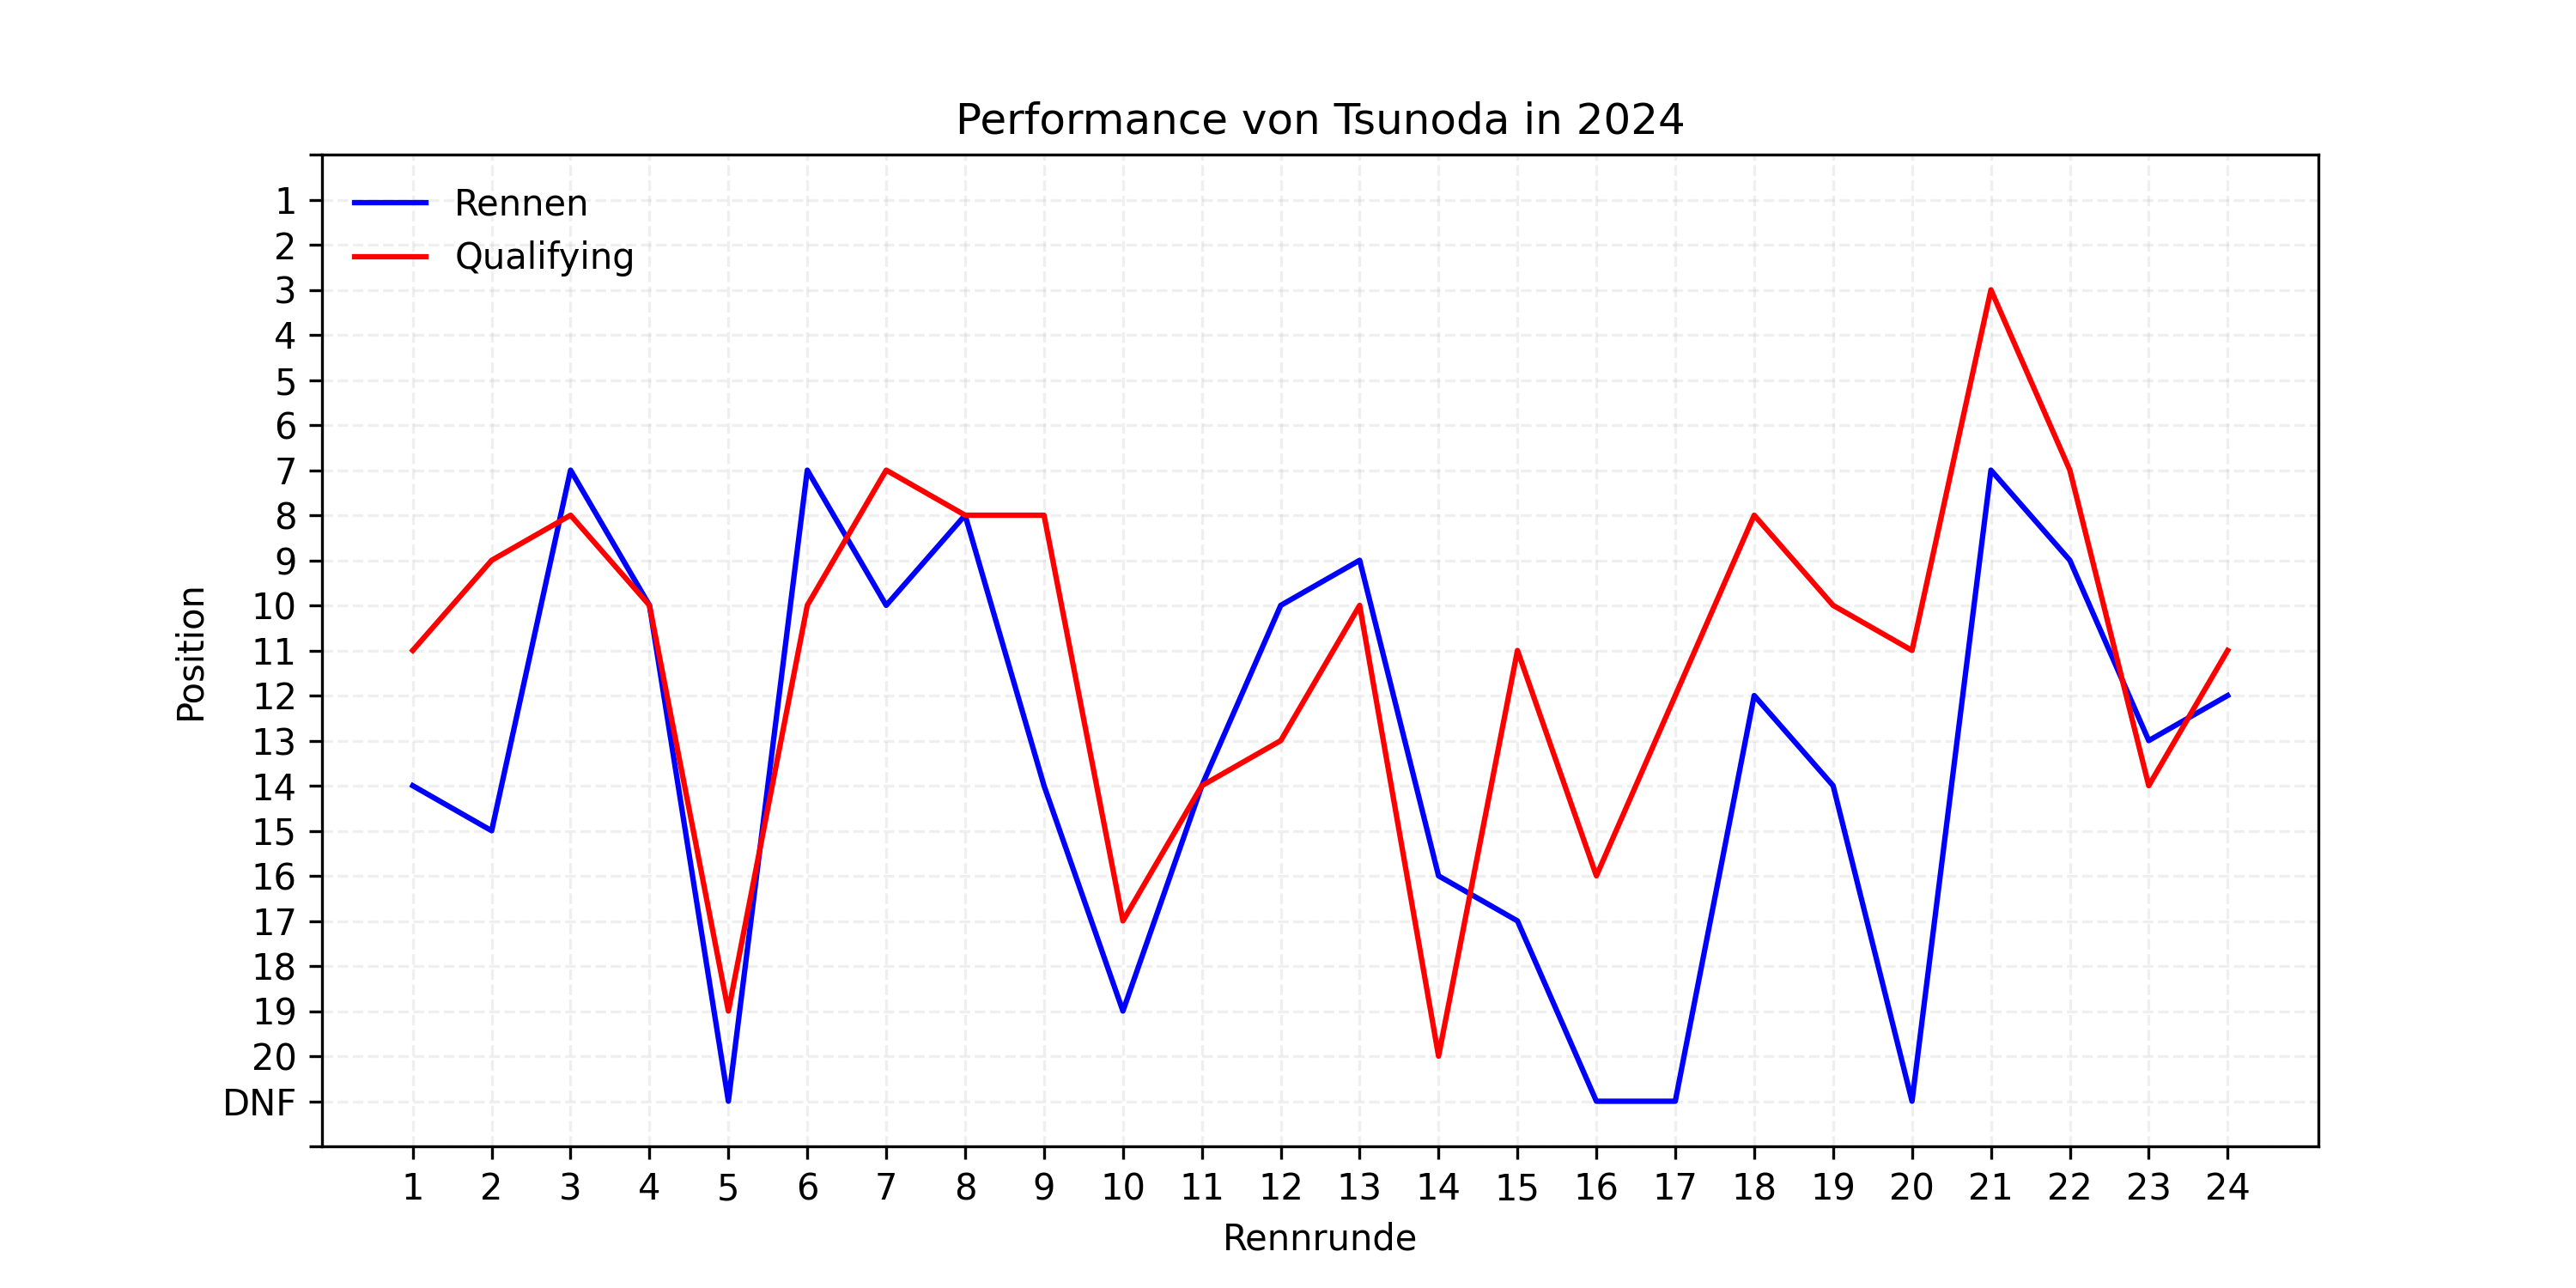 Performance von Tsunoda in 2024
Rennen
Qualifying
Position
1
2
3
4
5
6
7
8
9
10
11
12
13
14
15
16
17
18
19
20
DNF
1 2 3 4 5 6 7 8 9 10 11 12 13 14 15 16 17 18 19 20 21 22 23 24
Rennrunde